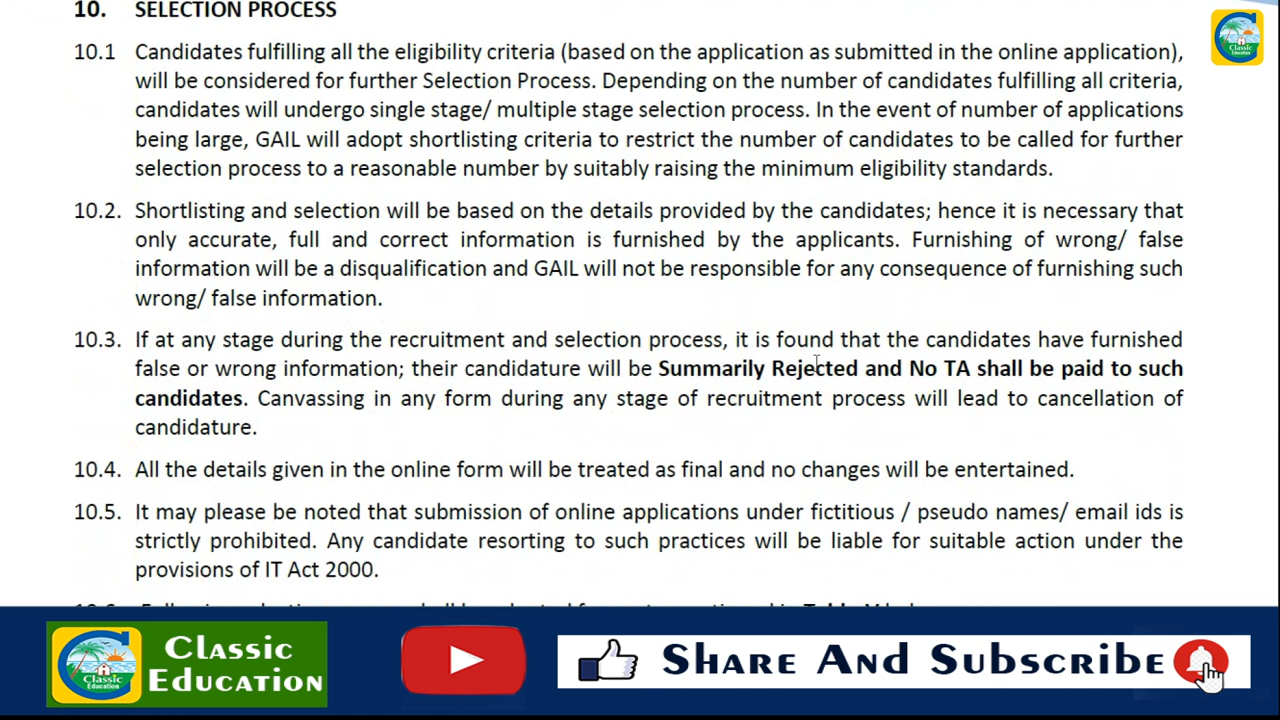 10. SELECTION PROCESS
Classic
Education
10.1 Candidates fulfilling all the eligibility criteria (based on the application as submitted in the online application),
will be considered for further Selection Process. Depending on the number of candidates fulfilling all criteria,
candidates will undergo single stage/ multiple stage selection process. In the event of number of applications
being large, GAIL will adopt shortlisting criteria to restrict the number of candidates to be called for further
selection process to a reasonable number by suitably raising the minimum eligibility standards.
10.2. Shortlisting and selection will be based on the details provided by the candidates; hence it is necessary that
only accurate, full and correct information is furnished by the applicants. Furnishing of wrong/ false
information will be a disqualification and GAIL will not be responsible for any consequence of furnishing such
wrong/ false information.
10.3. If at any stage during the recruitment and selection process, it is found that the candidates have furnished
false or wrong information; their candidature will be Summarily Rejected and No TA shall be paid to such
candidates. Canvassing in any form during any stage of recruitment process will lead to cancellation of
candidature.
10.4. All the details given in the online form will be treated as final and no changes will be entertained.
10.5. It may please be noted that submission of online applications under fictitious / pseudo names/ email ids is
strictly prohibited. Any candidate resorting to such practices will be liable for suitable action under the
provisions of IT Act 2000.
Classic
Education
Classic
Education
Share And Subscribe